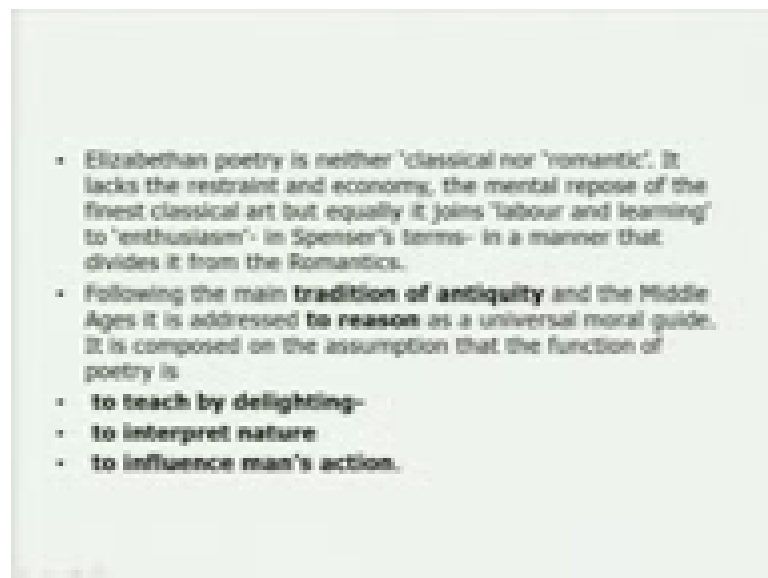 • Elizabethan poetry is neither 'classical nor 'romantic'. It
lacks the restraint and economy, the mental repose of the
finest classical art but equally it joins 'labour and learning'
to 'enthusiasm'- in Spenser's terms- in a manner that
divides it from the Romantics.
• Following the main tradition of antiquity and the Middle
Ages it is addressed to reason as a universal moral guide.
It is composed on the assumption that the function of
poetry is
• to teach by delighting-
• to interpret nature
• to influence man's action.